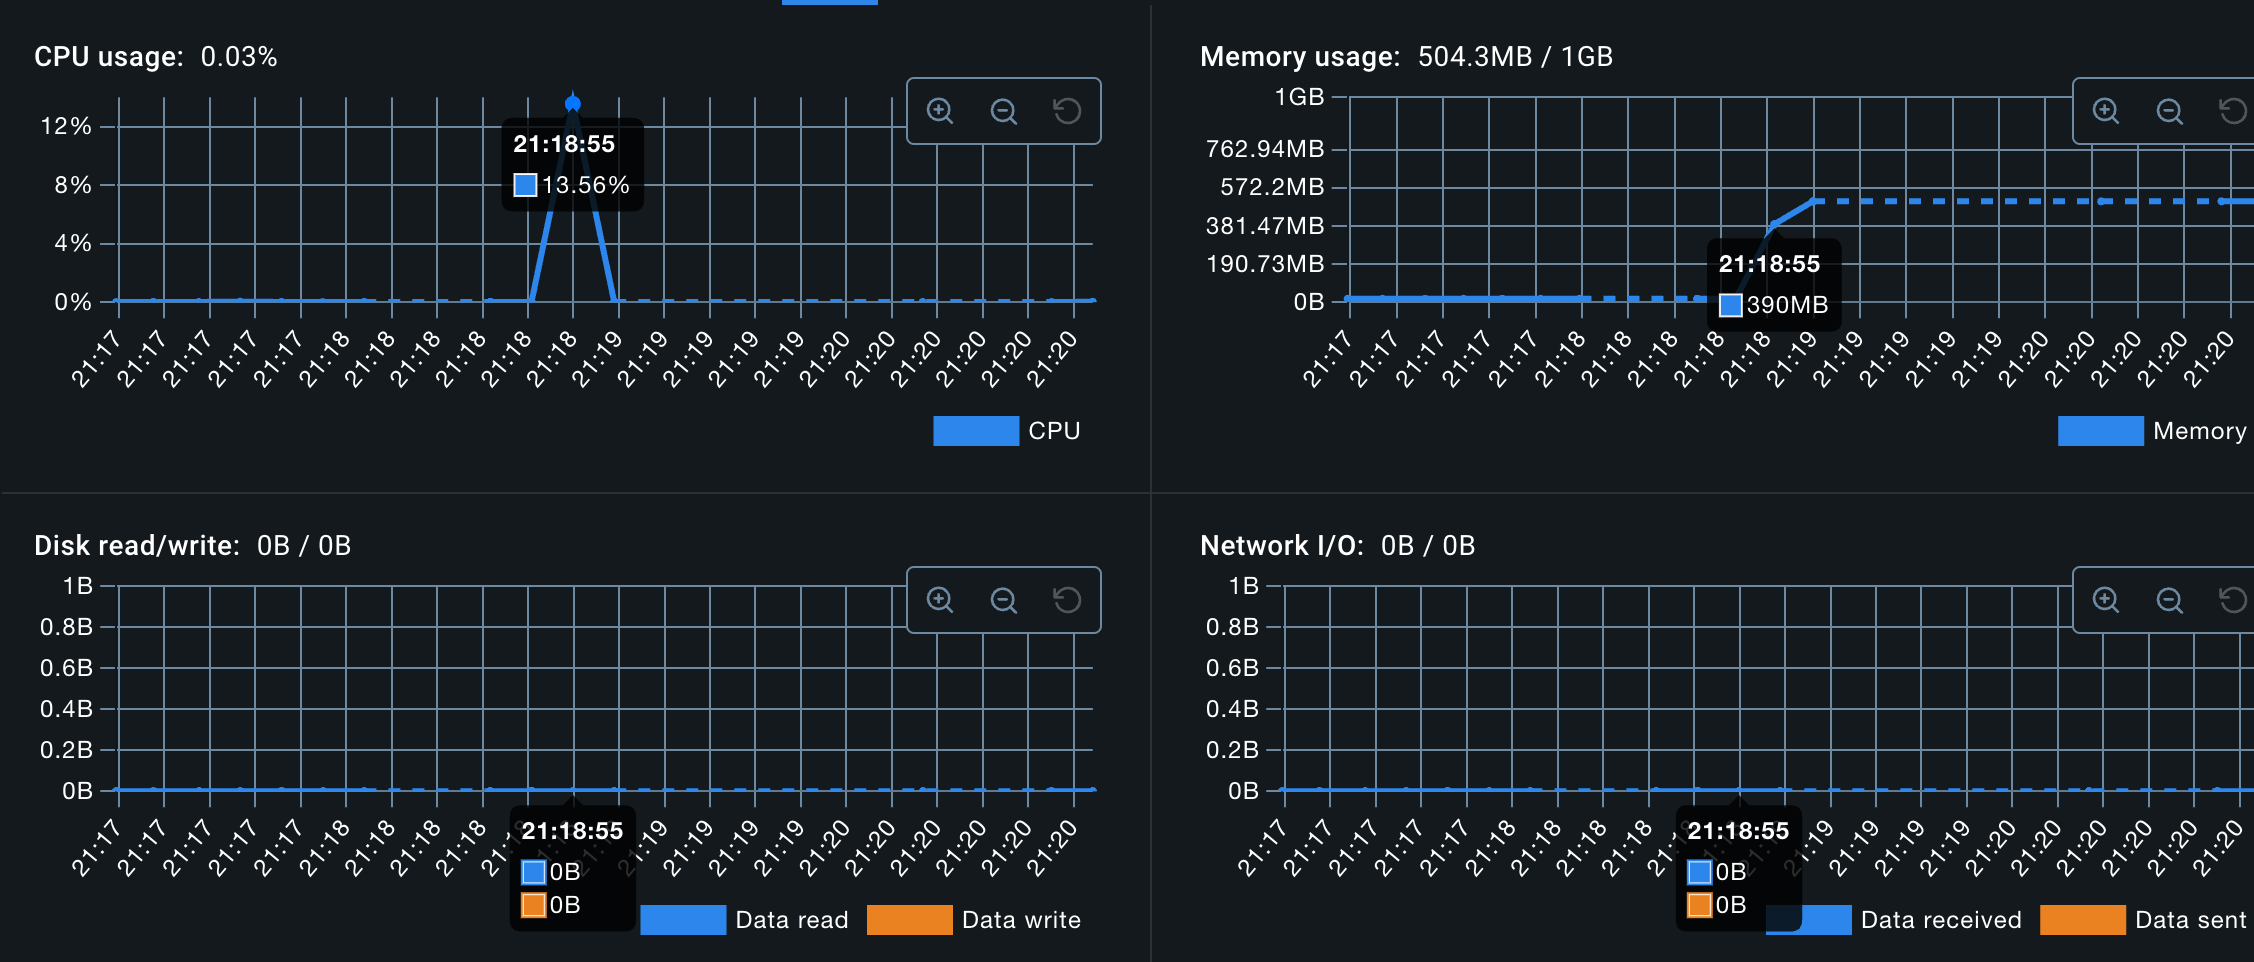 CPU usage: 0.03%
12%
8%
4%
0%
21:18:55
13.56%
21:17 21:17 21:17 21:17 21:17 21:18 21:18 21:18 21:18 21:18 21:18 21:19 21:19 21:19 21:19 21:19 21:20 21:20 21:20 21:20 21:20 21:20
CPU
Memory usage: 504.3MB / 1GB
1GB
762.94MB
572.2MB
381.47MB
190.73MB
0B
21:18:55
390MB
21:17 21:17 21:17 21:17 21:17 21:18 21:18 21:18 21:18 21:18 21:19 21:19 21:19 21:19 21:19 21:20 21:20 21:20 21:20 21:20
Memory
Disk read/write: 0B / 0B
1B
0.8B
0.6B
0.4B
0.2B
0B
21:17 21:17 21:17 21:17 21:17 21:18 21:18 21:18 21:18 21:19 21:19 21:19 21:19 21:20 21:20 21:20 21:20 21:20 21:20
21:18:55
0B
0B
Data read Data write
Network I/O: 0B / 0B
1B
0.8B
0.6B
0.4B
0.2B
0B
21:17 21:17 21:17 21:17 21:17 21:18 21:18 21:18 21:18 21:19 21:19 21:19 21:19 21:20 21:20 21:20 21:20 21:20 21:20
21:18:55
0B
0B
Data received Data sent